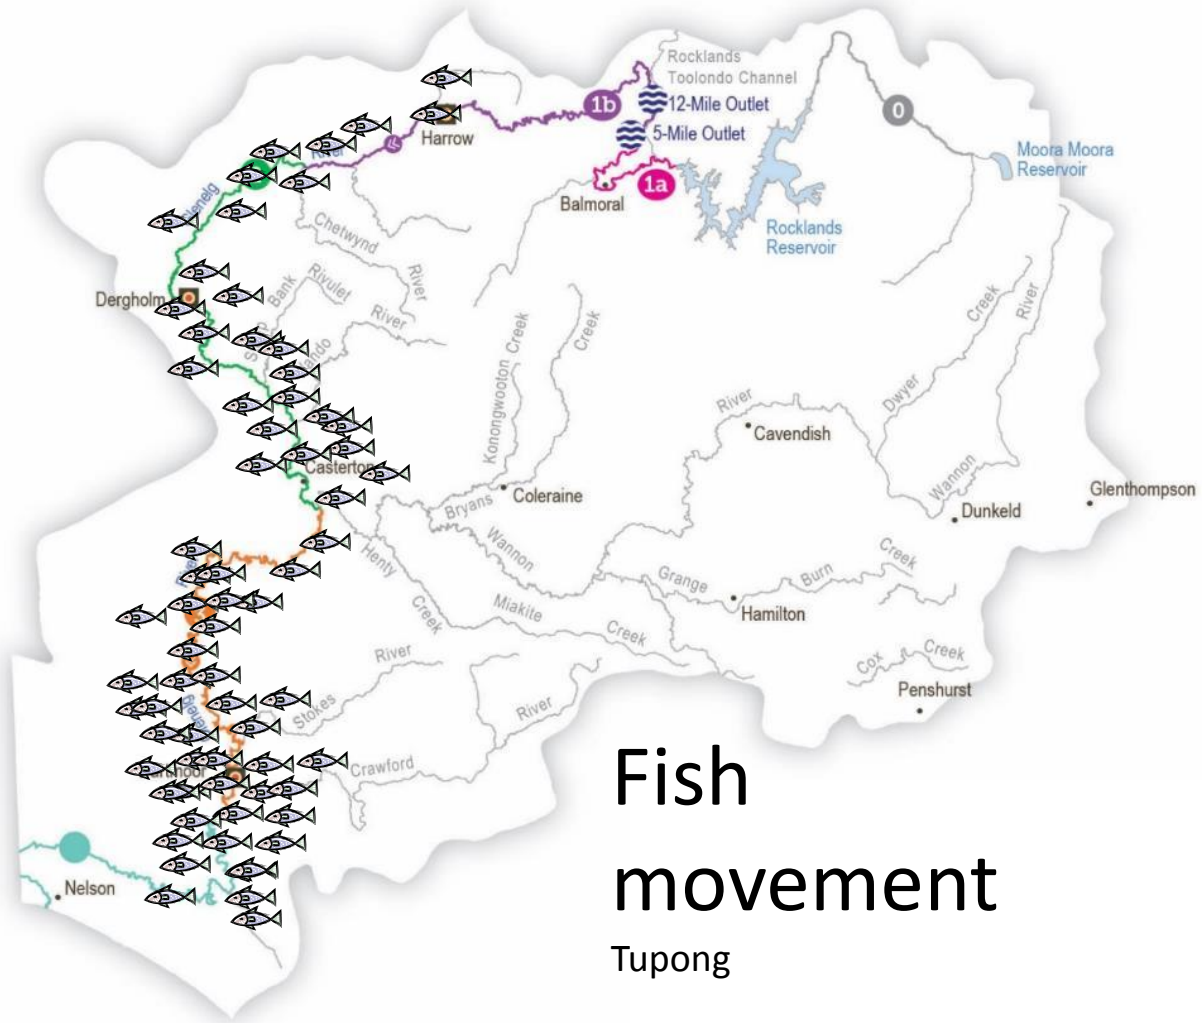 Rocklands
Toolondo Channel
12-Mile Outlet
5-Mile Outlet
1b
0
Harrow
Moora Moora
Reservoir
1a
Balmoral
Rocklands
Reservoir
Chetwynd
River
Dergholm
Bank
Rivulet
River
Creek
Creek
Konongwootton
Creek
River
Dwyer
River
Cavendish
Casterton
Coleraine
Bryans
Wannon
Wannon
Dunkeld
Glenthompson
Henty
Creek
Grange
Burn
Creek
Miakite
Creek
Hamilton
Cox
Creek
Penshurst
River
Stokes
River
Crawford
Nelson
Fish
movement
Tupong